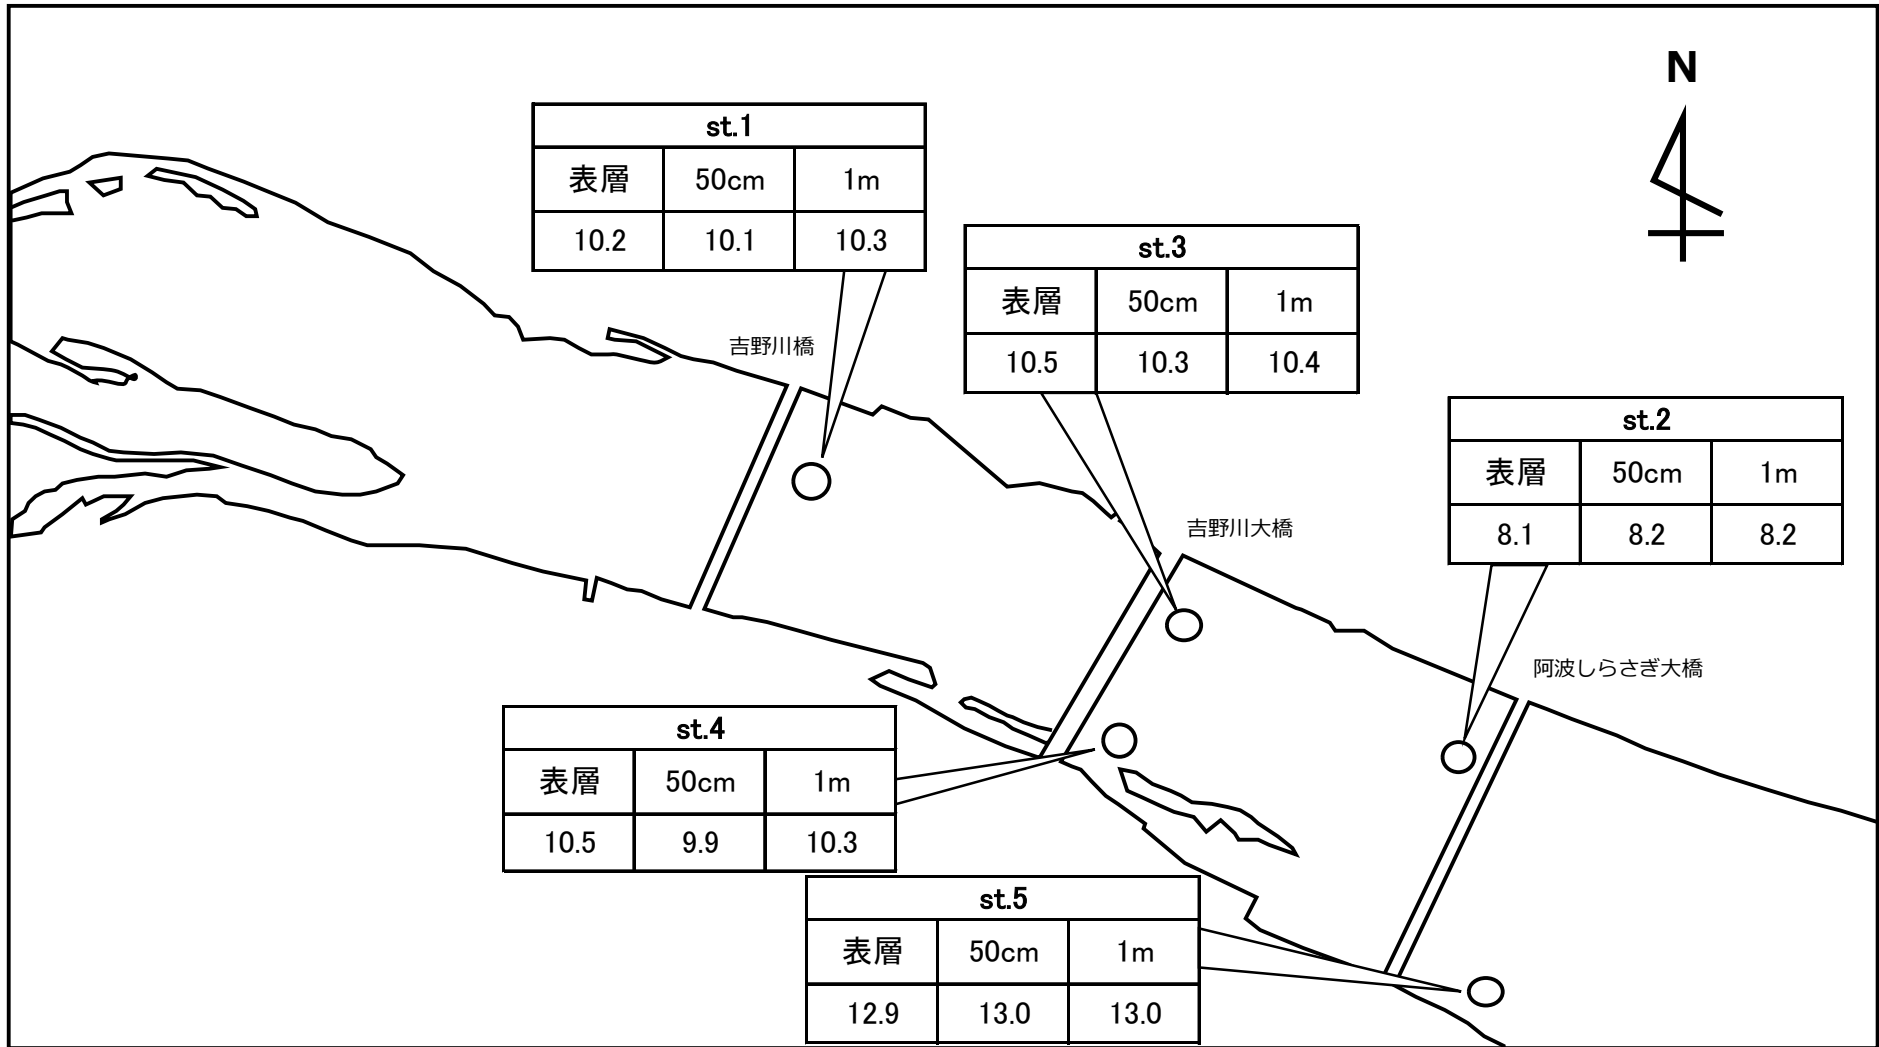 N
st.1
表層 50cm 1m
10.2 10.1 10.3
吉野川橋
st.3
表層 50cm 1m
10.5 10.3 10.4
吉野川大橋
st.2
表層 50cm 1m
8.1 8.2 8.2
阿波しらさぎ大橋
st.4
表層 50cm 1m
10.5 9.9 10.3
st.5
表層 50cm 1m
12.9 13.0 13.0